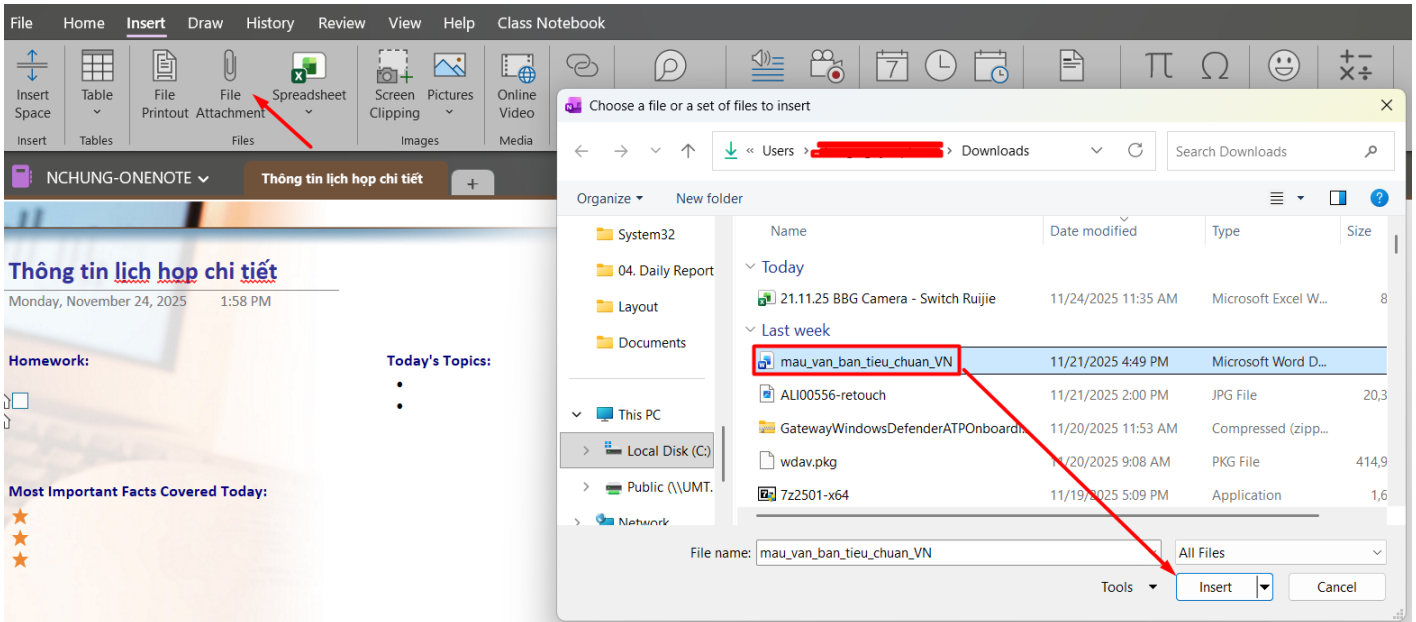 File Home Insert Draw History Review View Help Class Notebook
Insert Space
Table
File Printout
File Attachment
Spreadsheet
Screen Clipping
Pictures
Online Video
Insert Tables Files Images Media
NCHUNG-ONENOTE
Thông tin lịch họp chi tiết
+
Thông tin lịch họp chi tiết
Monday, November 24, 2025 1:58 PM
Homework:
Today's Topics:
Most Important Facts Covered Today:
Choose a file or a set of files to insert
« Users › › Downloads
Search Downloads
Organize New folder
System32
04. Daily Report
Layout
Documents
This PC
Local Disk (C:)
Public (\\UMT.
Network
Name Date modified Type Size
Today
21.11.25 BBG Camera - Switch Ruijie 11/24/2025 11:35 AM Microsoft Excel W... 8
Last week
mau_van_ban_tieu_chuan_VN 11/21/2025 4:49 PM Microsoft Word D...
ALI00556-retouch 11/21/2025 2:00 PM JPG File 20,3
GatewayWindowsDefenderATPOnboardi... 11/20/2025 11:53 AM Compressed (zipp...
wdav.pkg 11/20/2025 9:08 AM PKG File 414,9
7z2501-x64 11/19/2025 5:09 PM Application 1,6
File name: mau_van_ban_tieu_chuan_VN All Files
Tools Insert Cancel